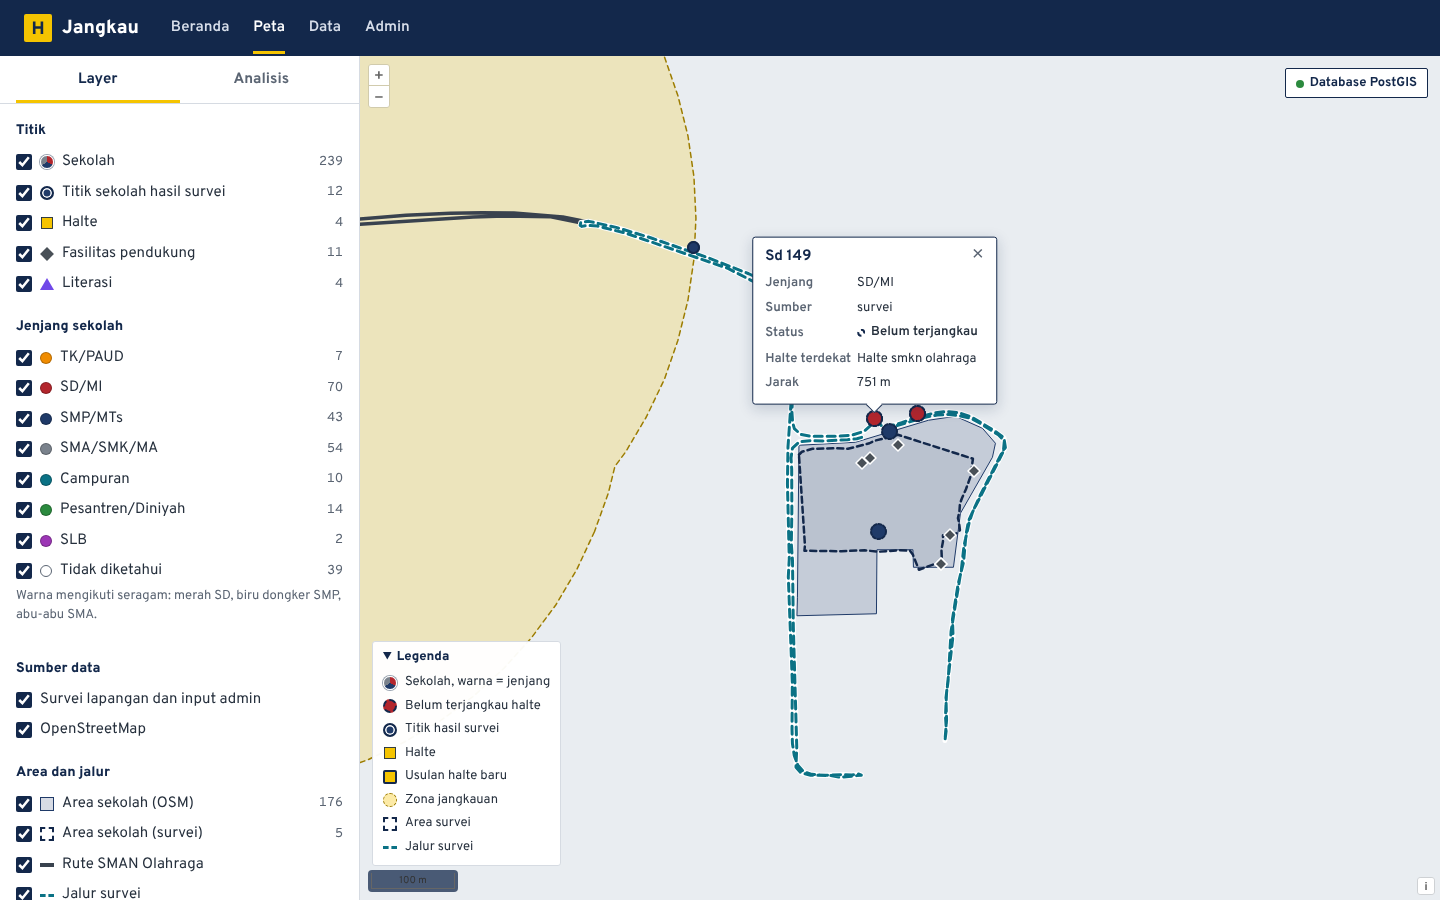 H Jangkau Beranda Peta Data Admin
Layer Analisis
Titik
Sekolah 239
Titik sekolah hasil survei 12
Halte 4
Fasilitas pendukung 11
Literasi 4
Jenjang sekolah
TK/PAUD 7
SD/MI 70
SMP/MTs 43
SMA/SMK/MA 54
Campuran 10
Pesantren/Diniyah 14
SLB 2
Tidak diketahui 39
Warna mengikuti seragam: merah SD, biru dongker SMP,
abu-abu SMA.
Sumber data
Survei lapangan dan input admin
OpenStreetMap
Area dan jalur
Area sekolah (OSM) 176
Area sekolah (survei) 5
Rute SMAN Olahraga
Jalur survei
+
−
Database PostGIS
Sd 149 ×
Jenjang SD/MI
Sumber survei
Status Belum terjangkau
Halte terdekat Halte smkn olahraga
Jarak 751 m
▼ Legenda
Sekolah, warna = jenjang
Belum terjangkau halte
Titik hasil survei
Halte
Usulan halte baru
Zona jangkauan
Area survei
Jalur survei
100 m
i